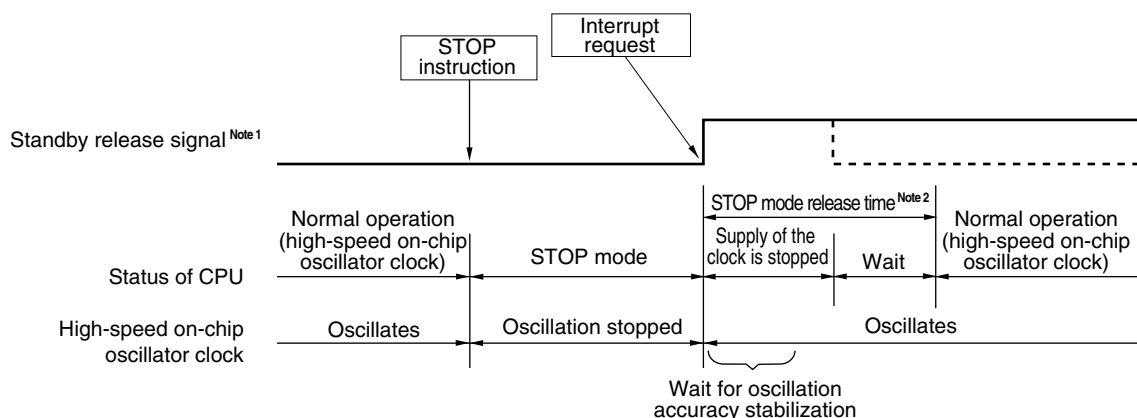 Interrupt
request
STOP
instruction
Standby release signal Note 1
STOP mode release time Note 2
Normal operation
(high-speed on-chip
oscillator clock)
Supply of the
clock is stopped
Normal operation
(high-speed on-chip
oscillator clock)
Status of CPU
STOP mode
Wait
High-speed on-chip
oscillator clock
Oscillates
Oscillation stopped
Oscillates
Wait for oscillation
accuracy stabilization